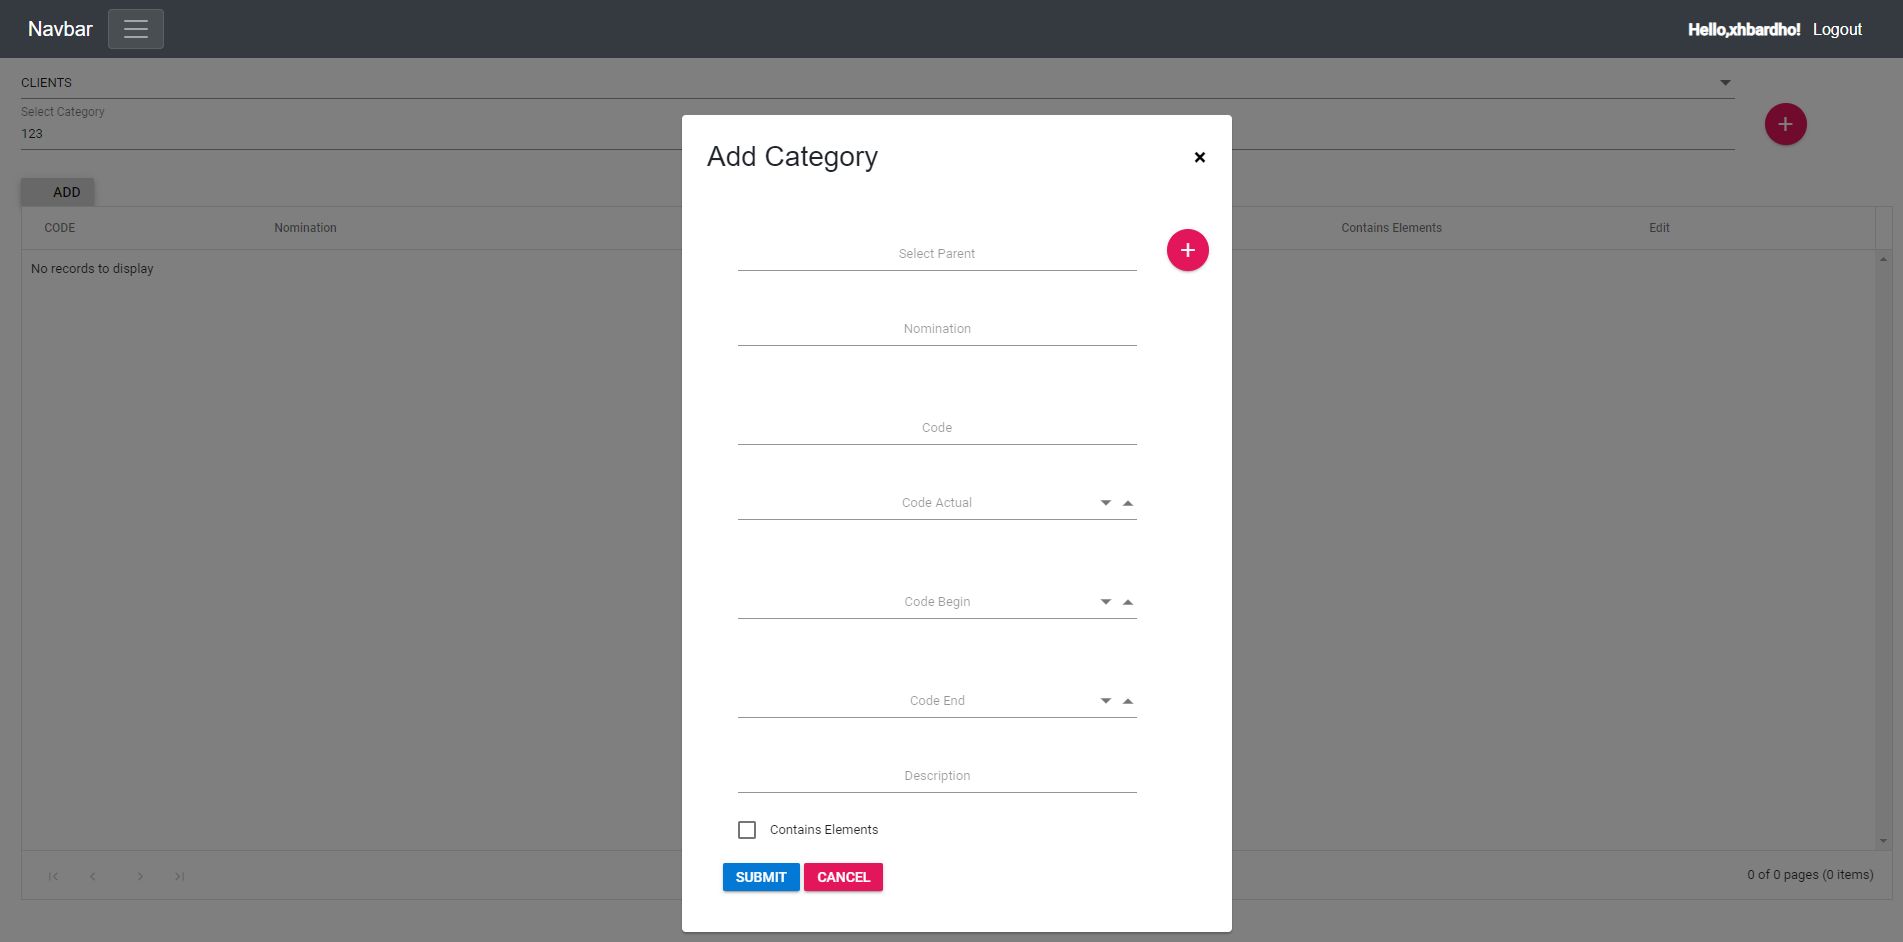 Navbar
Hello,xhbardho! Logout
CLIENTS
Select Category
123
ADD
CODE Nomination Contains Elements Edit
No records to display
0 of 0 pages (0 items)
Add Category
×
Select Parent
Nomination
Code
Code Actual
Code Begin
Code End
Description
Contains Elements
SUBMIT CANCEL